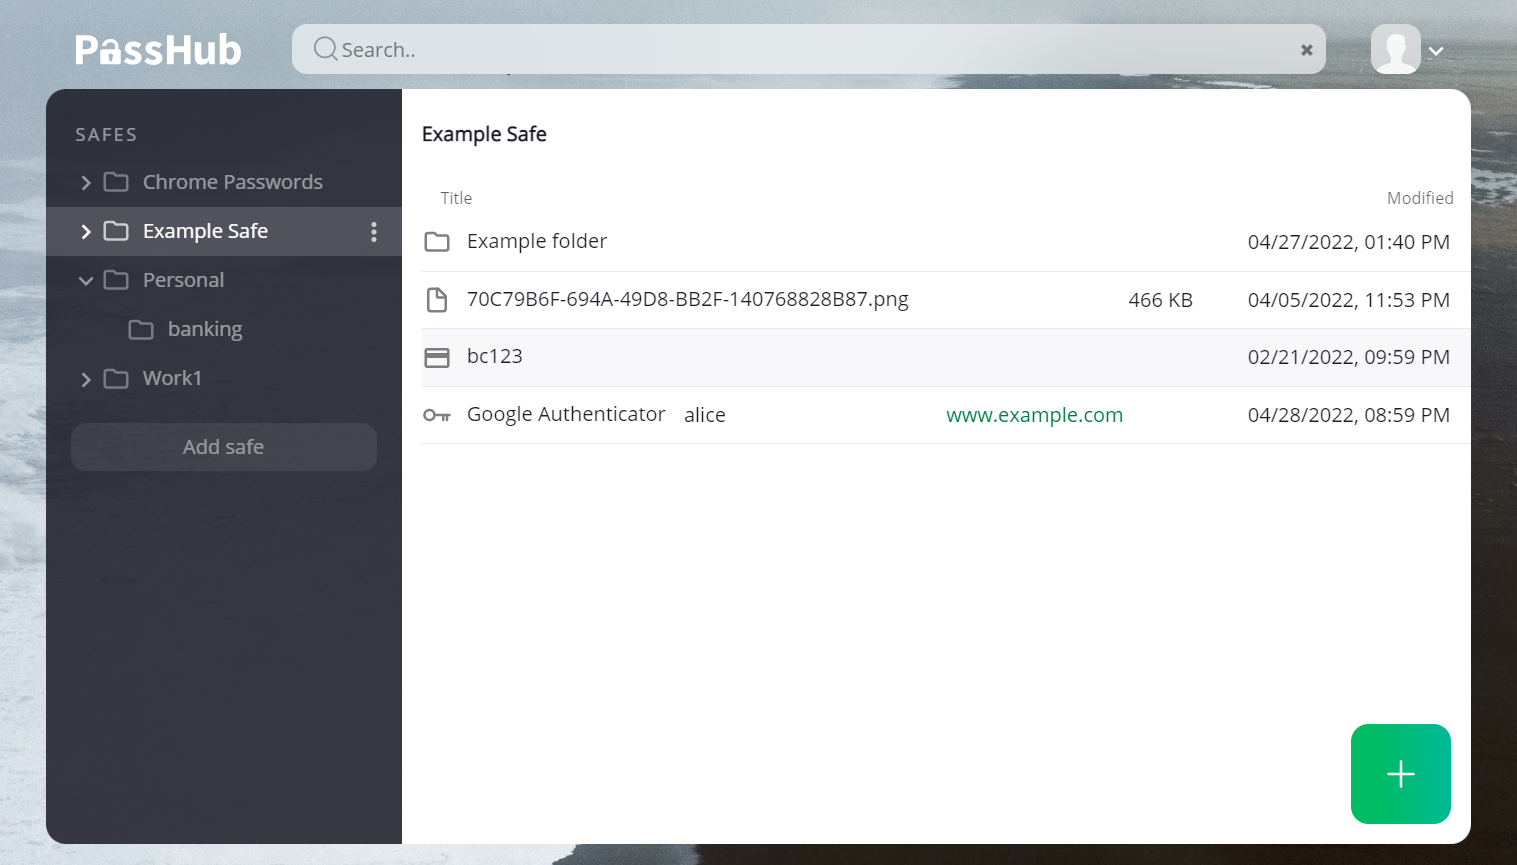 PassHub
Search..
SAFES
Chrome Passwords
Example Safe
Personal
banking
Work1
Add safe
Example Safe
Title Modified
Example folder 04/27/2022, 01:40 PM
70C79B6F-694A-49D8-BB2F-140768828B87.png 466 KB 04/05/2022, 11:53 PM
bc123 02/21/2022, 09:59 PM
Google Authenticator alice www.example.com 04/28/2022, 08:59 PM